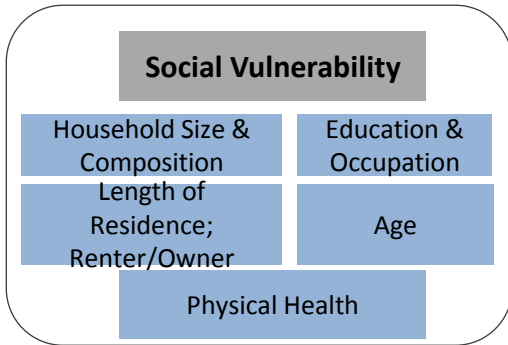 Social Vulnerability
Household Size &
Composition
Education &
Occupation
Length of
Residence;
Renter/Owner
Age
Physical Health